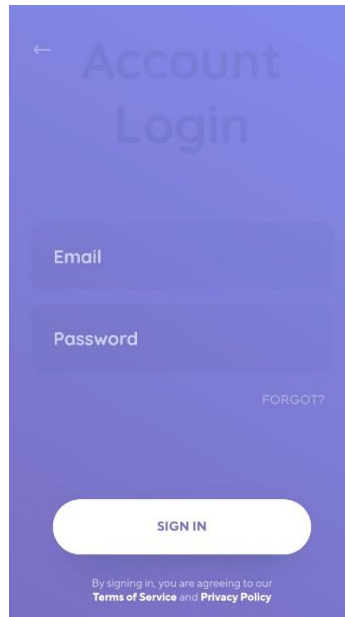 ←
Account
Login
Email
Password
FORGOT?
SIGN IN
By signing in, you are agreeing to our
Terms of Service and Privacy Policy